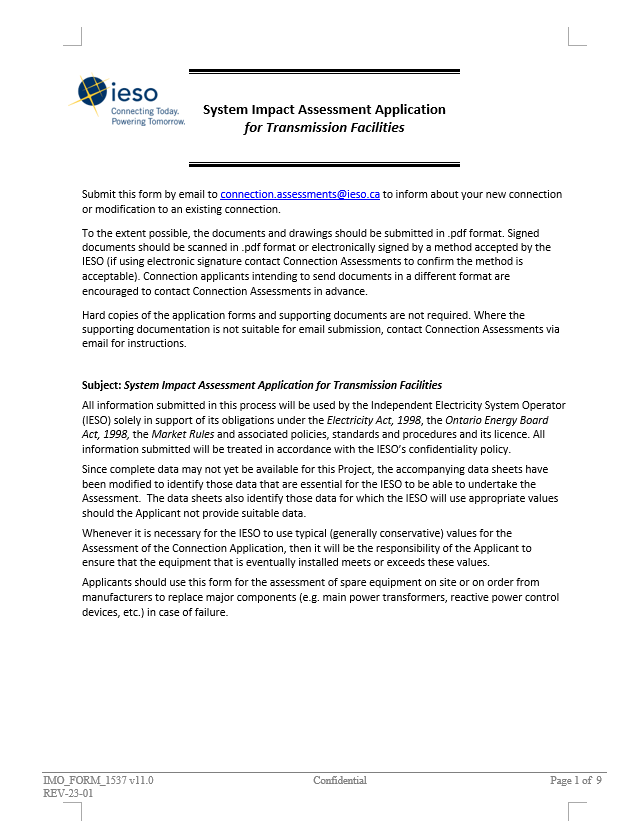 ieso
Connecting Today.
Powering Tomorrow.
System Impact Assessment Application
for Transmission Facilities
Submit this form by email to connection.assessments@ieso.ca to inform about your new connection
or modification to an existing connection.
To the extent possible, the documents and drawings should be submitted in .pdf format. Signed
documents should be scanned in .pdf format or electronically signed by a method accepted by the
IESO (if using electronic signature contact Connection Assessments to confirm the method is
acceptable). Connection applicants intending to send documents in a different format are
encouraged to contact Connection Assessments in advance.
Hard copies of the application forms and supporting documents are not required. Where the
supporting documentation is not suitable for email submission, contact Connection Assessments via
email for instructions.
Subject: System Impact Assessment Application for Transmission Facilities
All information submitted in this process will be used by the Independent Electricity System Operator
(IESO) solely in support of its obligations under the Electricity Act, 1998, the Ontario Energy Board
Act, 1998, the Market Rules and associated policies, standards and procedures and its licence. All
information submitted will be treated in accordance with the IESO's confidentiality policy.
Since complete data may not yet be available for this Project, the accompanying data sheets have
been modified to identify those data that are essential for the IESO to be able to undertake the
Assessment. The data sheets also identify those data for which the IESO will use appropriate values
should the Applicant not provide suitable data.
Whenever it is necessary for the IESO to use typical (generally conservative) values for the
Assessment of the Connection Application, then it will be the responsibility of the Applicant to
ensure that the equipment that is eventually installed meets or exceeds these values.
Applicants should use this form for the assessment of spare equipment on site or on order from
manufacturers to replace major components (e.g. main power transformers, reactive power control
devices, etc.) in case of failure.
IMO_FORM_1537 v11.0 Confidential Page 1 of 9
REV-23-01